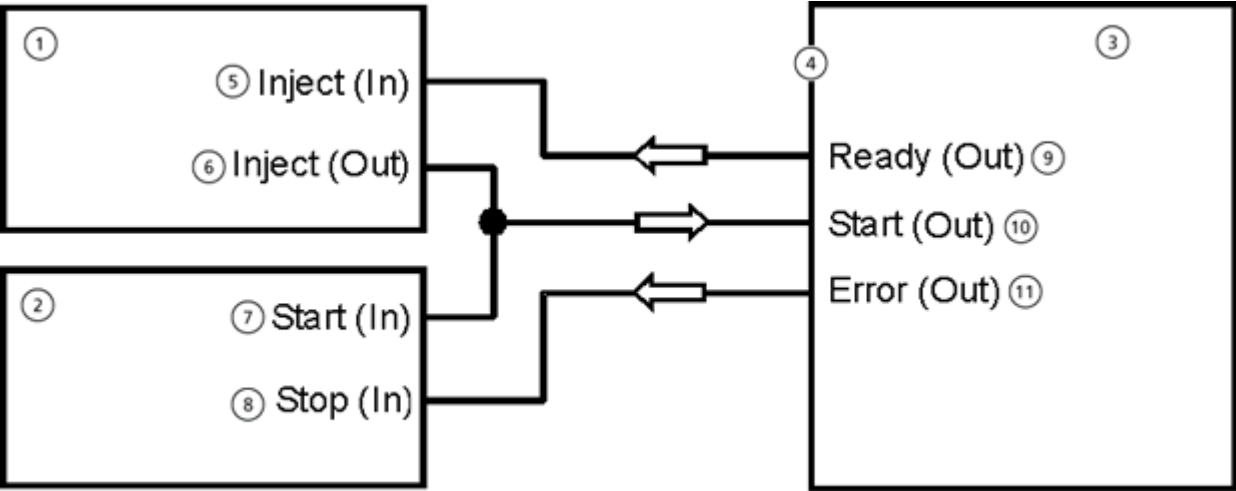 ① 
⑤ Inject (In)
⑥ Inject (Out)
②
⑦ Start (In)
⑧ Stop (In)
③
④
Ready (Out) ⑨
Start (Out) ⑩
Error (Out) ⑪